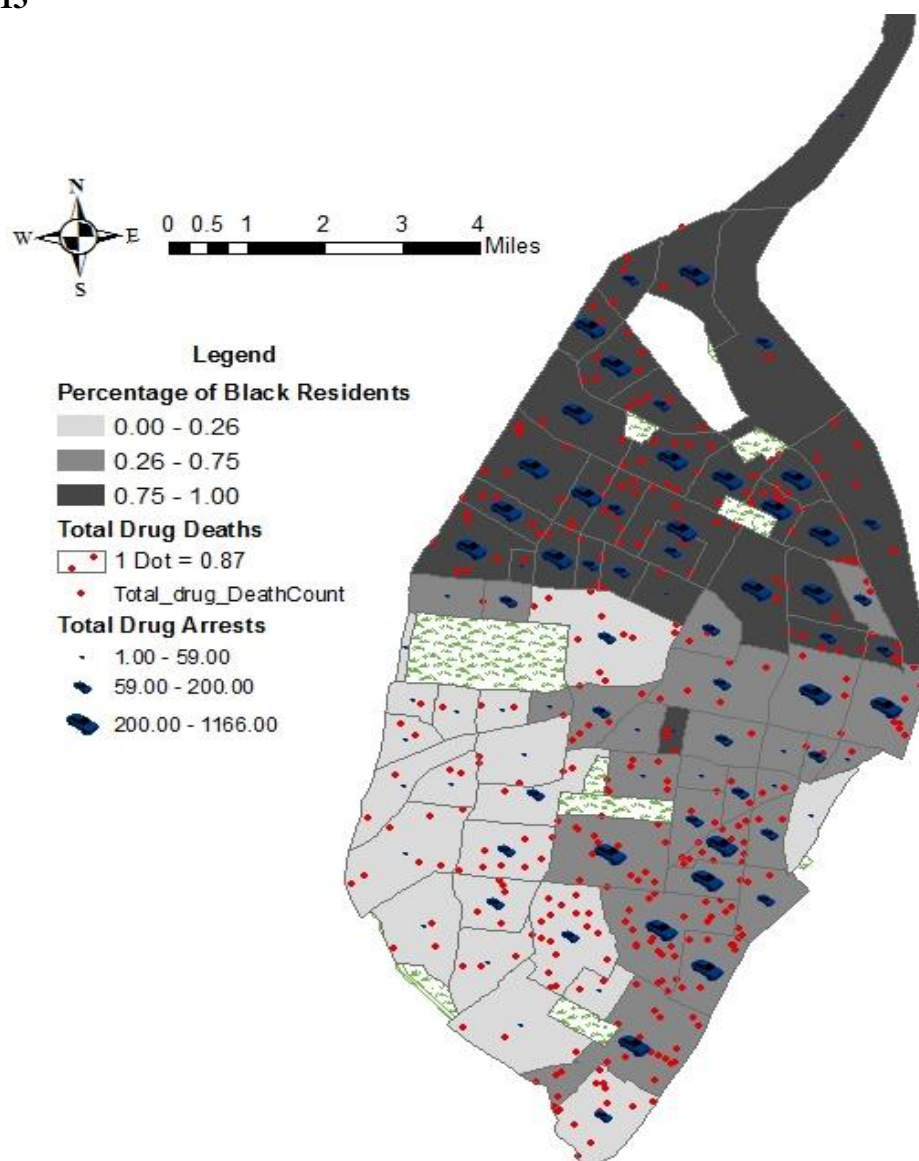 15
N
W E
S
0 0.5 1 2 3 4
Miles
Legend
Percentage of Black Residents
0.00 - 0.26
0.26 - 0.75
0.75 - 1.00
Total Drug Deaths
1 Dot = 0.87
Total_drug_DeathCount
Total Drug Arrests
1.00 - 59.00
59.00 - 200.00
200.00 - 1166.00